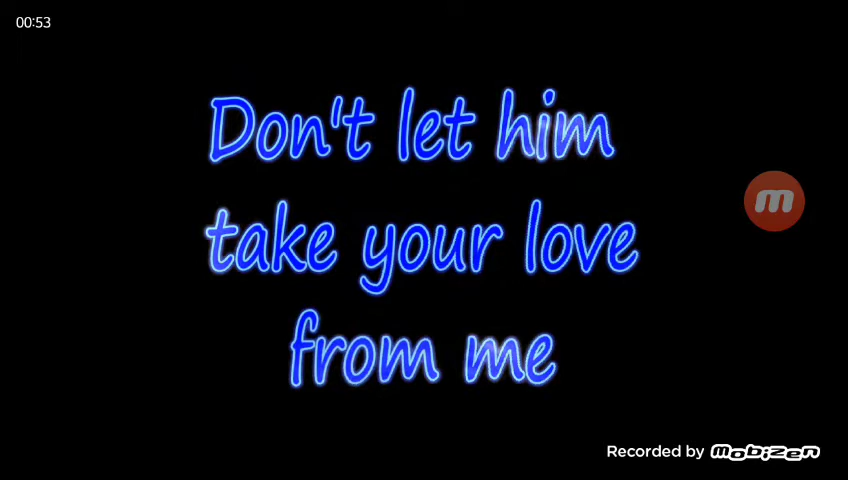 00:53
Don't let him
take your love
from me
Recorded by mobizen